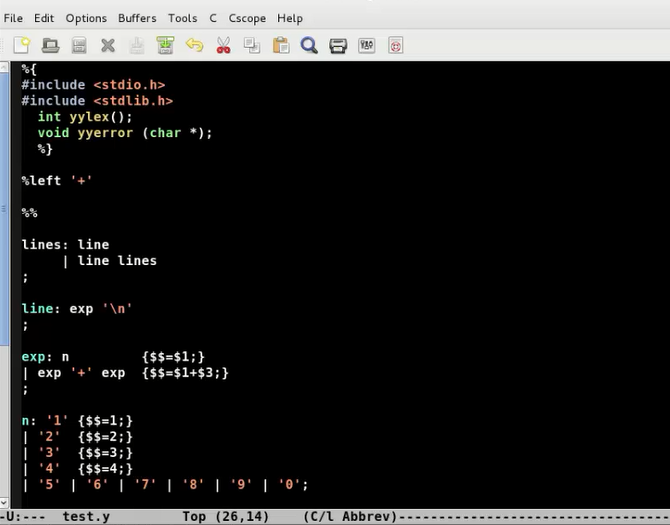 File Edit Options Buffers Tools C Cscope Help
%{
#include <stdio.h>
#include <stdlib.h>
  int yylex();
  void yyerror (char *);
  %}
%left '+'
%%
lines: line
     | line lines
;
line: exp '\n'
;
exp: n         {$$=$1;}
| exp '+' exp  {$$=$1+$3;}
;
n: '1' {$$=1;}
| '2'  {$$=2;}
| '3'  {$$=3;}
| '4'  {$$=4;}
| '5' | '6' | '7' | '8' | '9' | '0';
-U:---  test.y         Top (26,14)    (C/l Abbrev)----------------------------------